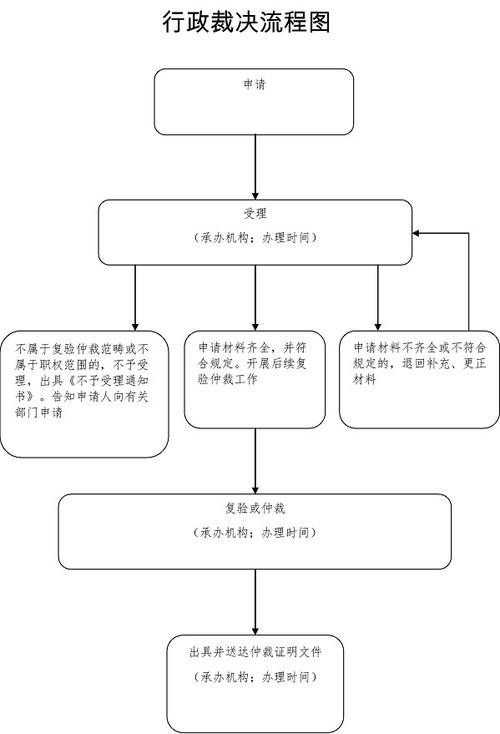 行政裁决流程图
申请
受理
（承办机构；办理时间）
不属于复验仲裁范畴或不
属于职权范围的，不予受
理，出具《不予受理通知
书》。告知申请人向有关
部门申请
申请材料齐全，并符
合规定。开展后续复
验仲裁工作
申请材料不齐全或不符合
规定的，退回补充、更正
材料
复验或仲裁
（承办机构；办理时间）
出具并送达仲裁证明文件
（承办机构；办理时间）